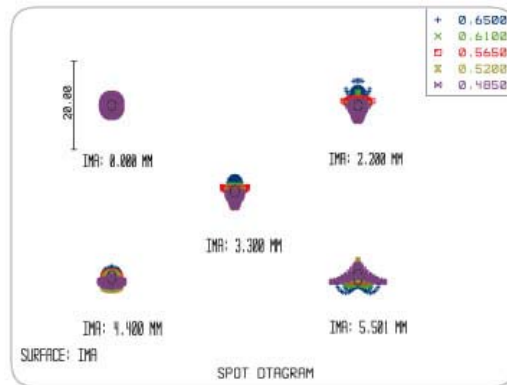 + 0.6500
× 0.6100
0.5650
0.5200
0.4850
20.00
IMA: 0.000 MM
IMA: 2.200 MM
IMA: 3.300 MM
IMA: 4.400 MM
IMA: 5.501 MM
SURFACE: IMA
SPOT DIAGRAM